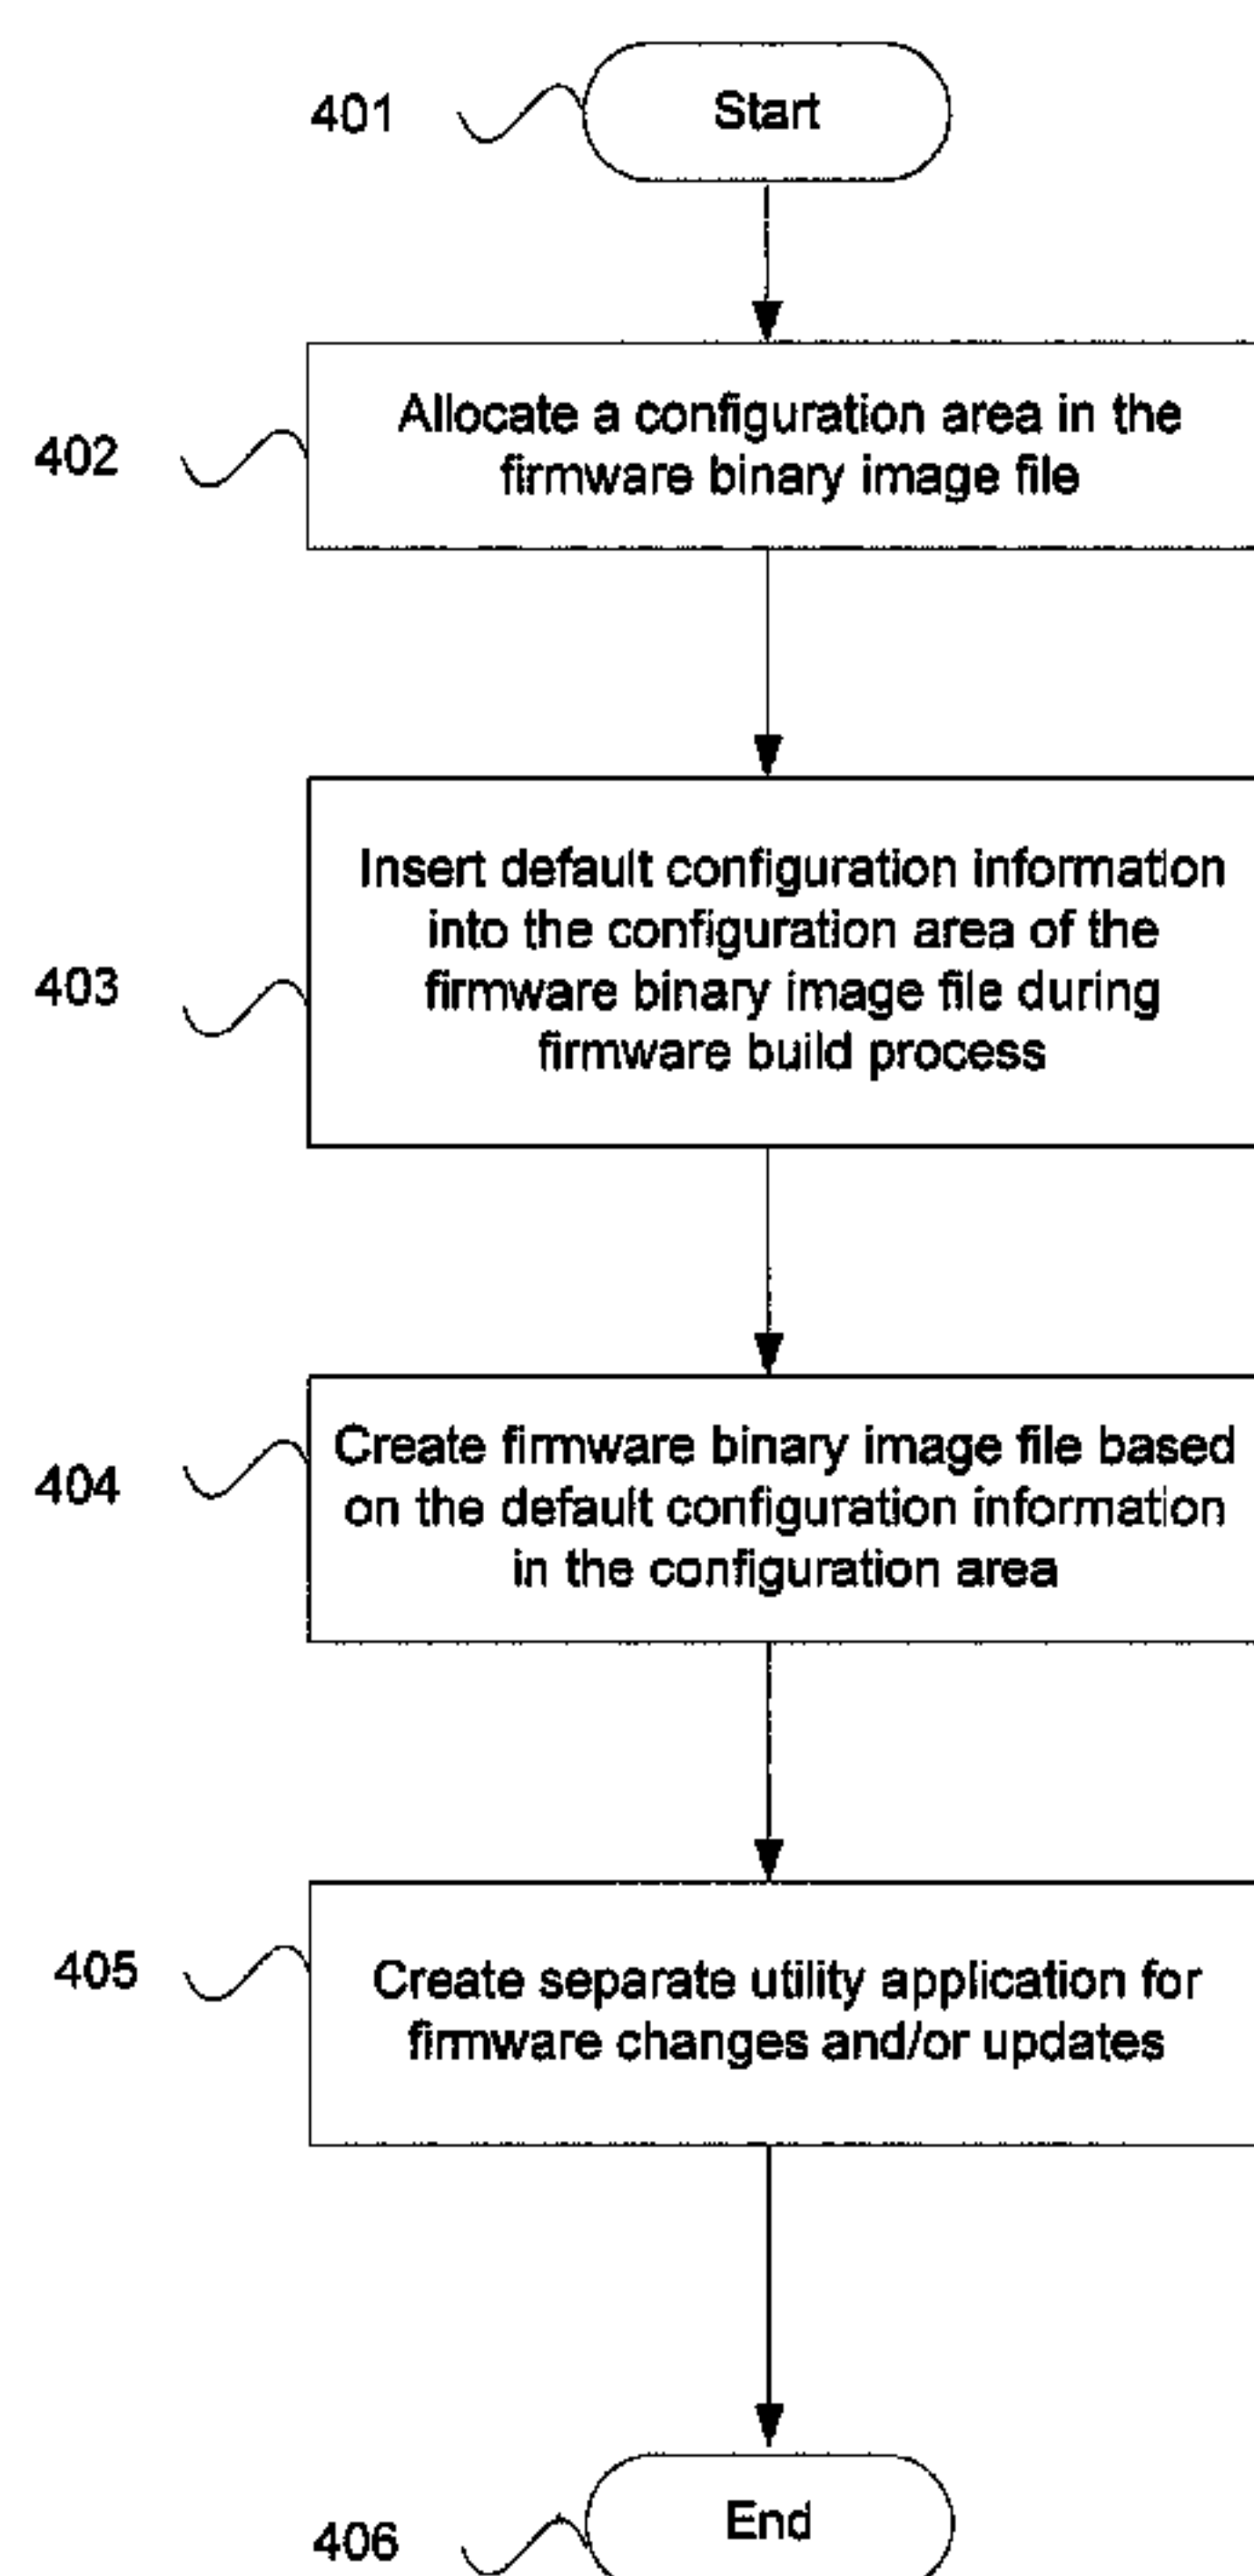 401
Start
402
Allocate a configuration area in the
firmware binary image file
403
Insert default configuration information
into the configuration area of the
firmware binary image file during
firmware build process
404
Create firmware binary image file based
on the default configuration information
in the configuration area
405
Create separate utility application for
firmware changes and/or updates
406
End